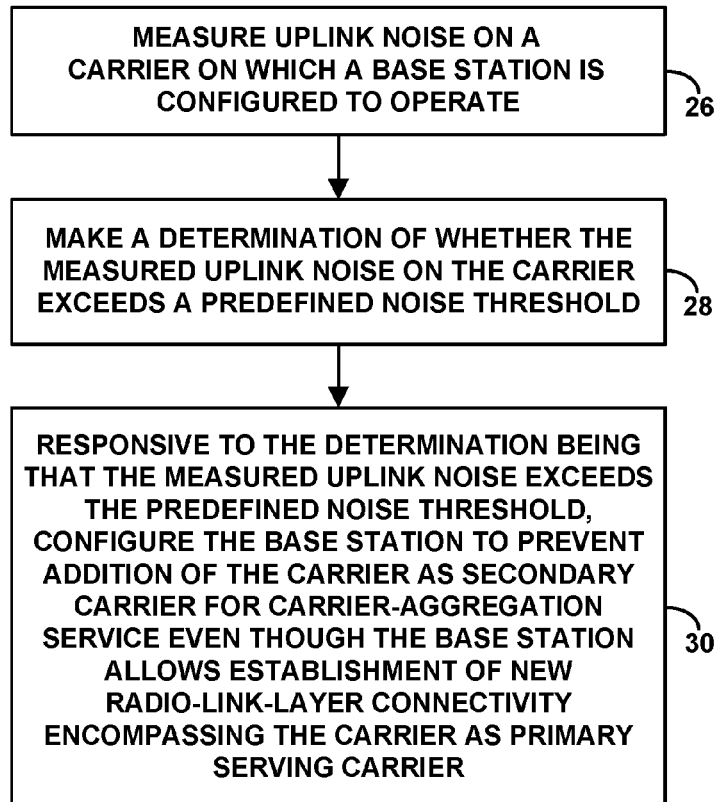 MEASURE UPLINK NOISE ON A
CARRIER ON WHICH A BASE STATION IS
CONFIGURED TO OPERATE
26
MAKE A DETERMINATION OF WHETHER THE
MEASURED UPLINK NOISE ON THE CARRIER
EXCEEDS A PREDEFINED NOISE THRESHOLD
28
RESPONSIVE TO THE DETERMINATION BEING
THAT THE MEASURED UPLINK NOISE EXCEEDS
THE PREDEFINED NOISE THRESHOLD,
CONFIGURE THE BASE STATION TO PREVENT
ADDITION OF THE CARRIER AS SECONDARY
CARRIER FOR CARRIER-AGGREGATION
SERVICE EVEN THOUGH THE BASE STATION
ALLOWS ESTABLISHMENT OF NEW
RADIO-LINK-LAYER CONNECTIVITY
ENCOMPASSING THE CARRIER AS PRIMARY
SERVING CARRIER
30